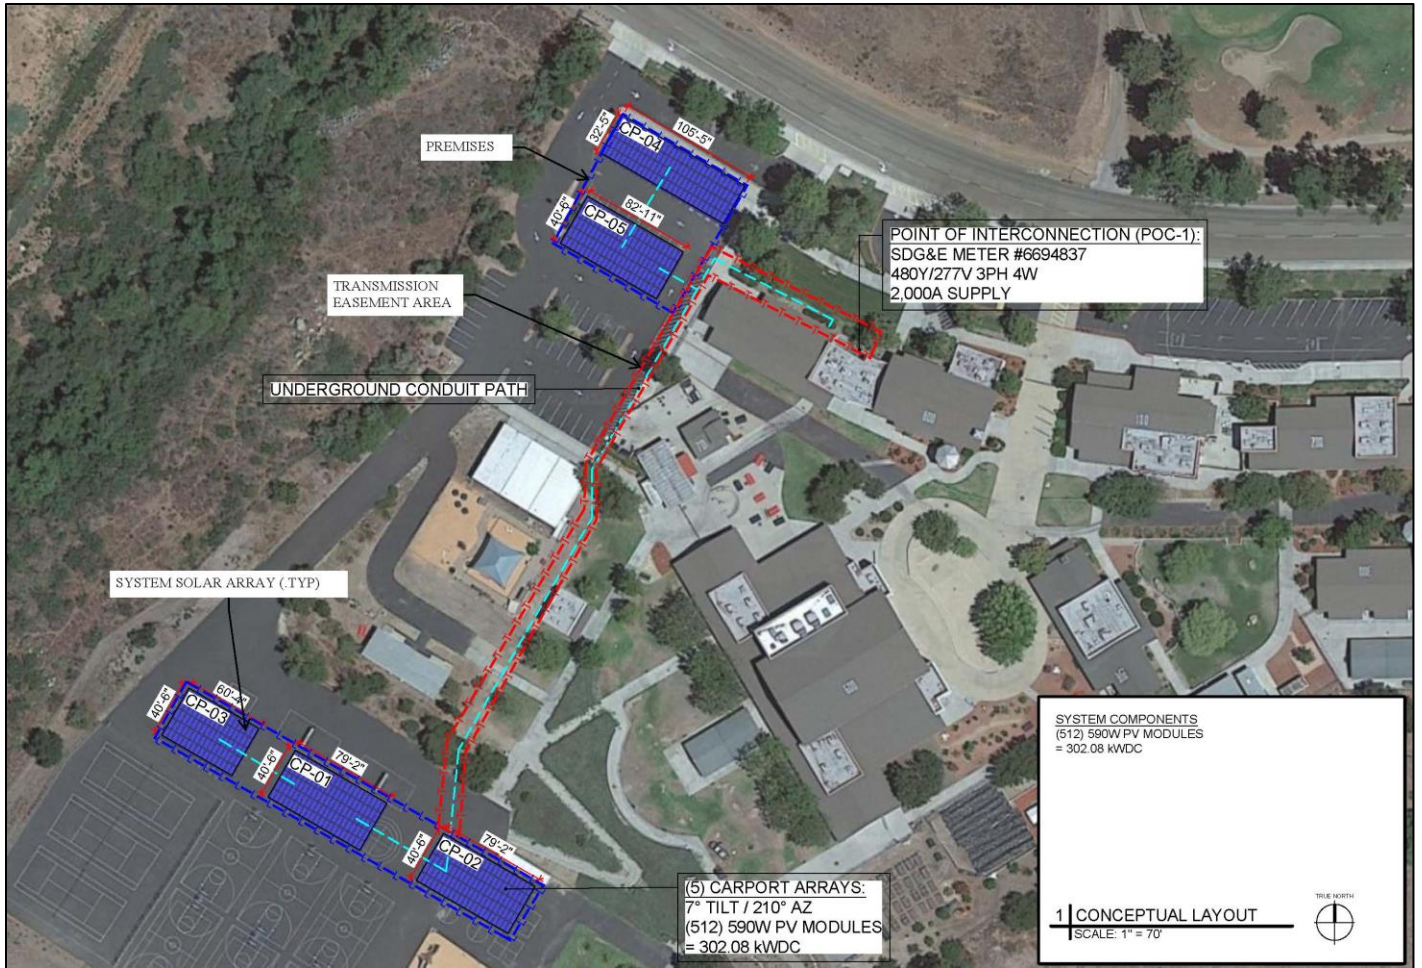 CP-04
32'-5"
105'-5"
PREMISES
CP-05
40'-6"
82'-11"
POINT OF INTERCONNECTION (POC-1):
SDG&E METER #6694837
480Y/277V 3PH 4W
2,000A SUPPLY
TRANSMISSION
EASEMENT AREA
UNDERGROUND CONDUIT PATH
SYSTEM SOLAR ARRAY (.TYP)
CP-03
40'-6"
60'-4"
CP-01
40'-6"
79'-2"
CP-02
40'-6"
79'-2"
(5) CARPORT ARRAYS:
7° TILT / 210° AZ
(512) 590W PV MODULES
= 302.08 kWDC
SYSTEM COMPONENTS
(512) 590W PV MODULES
= 302.08 kWDC
1 CONCEPTUAL LAYOUT
SCALE: 1" = 70'
TRUE NORTH